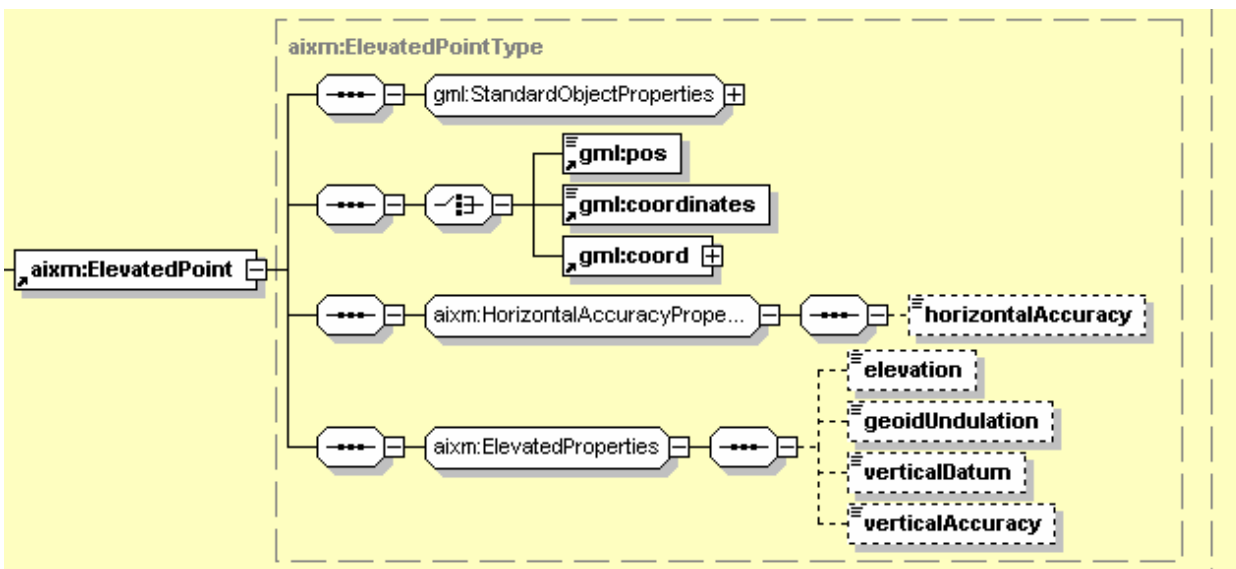 aixm:ElevatedPointType
gml:StandardObjectProperties
gml:pos
gml:coordinates
gml:coord
aixm:ElevatedPoint
aixm:HorizontalAccuracyPrope...
horizontalAccuracy
elevation
geoidUndulation
aixm:ElevatedProperties
verticalDatum
verticalAccuracy